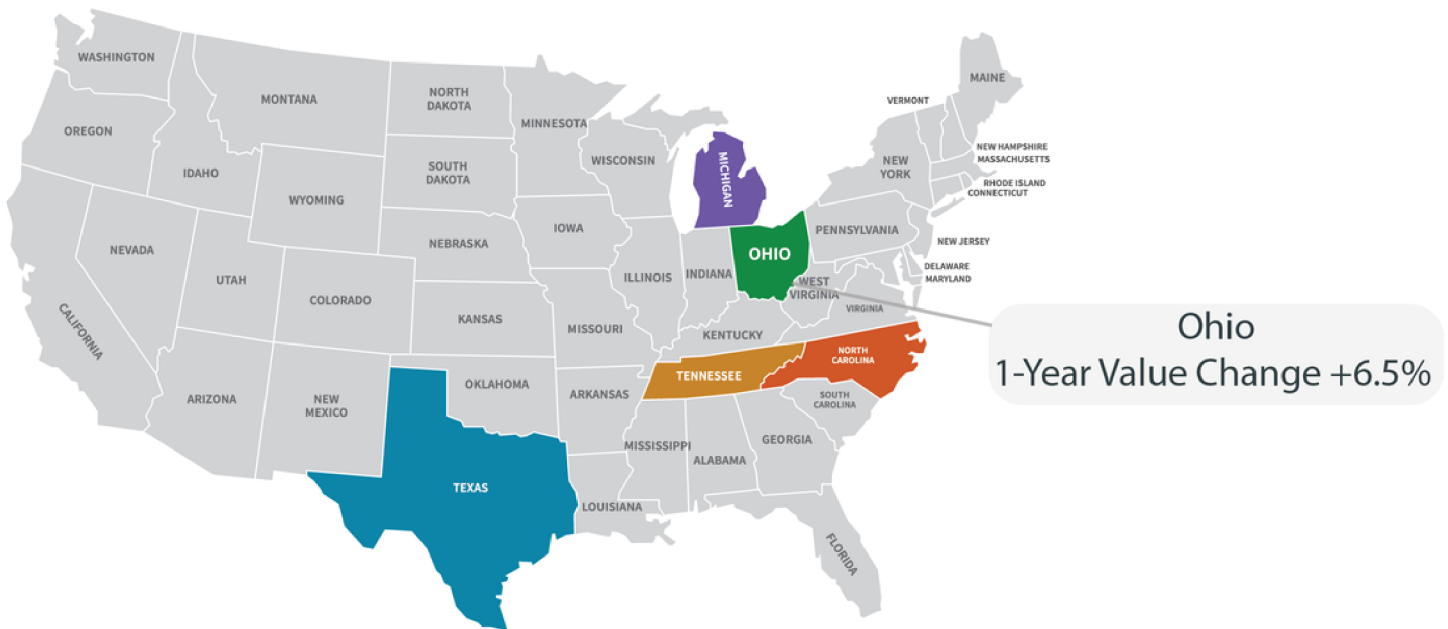 WASHINGTON
MONTANA
NORTH
DAKOTA
MINNESOTA
MAINE
VERMONT
OREGON
IDAHO
SOUTH
DAKOTA
WISCONSIN
MICHIGAN
NEW
YORK
NEW HAMPSHIRE
MASSACHUSETTS
RHODE ISLAND
CONNECTICUT
WYOMING
IOWA
PENNSYLVANIA
NEVADA
NEBRASKA
OHIO
NEW JERSEY
UTAH
COLORADO
ILLINOIS
INDIANA
WEST
VIRGINIA
DELAWARE
MARYLAND
CALIFORNIA
KANSAS
MISSOURI
KENTUCKY
VIRGINIA
Ohio
1-Year Value Change +6.5%
NORTH
CAROLINA
TENNESSEE
ARIZONA
NEW
MEXICO
OKLAHOMA
ARKANSAS
SOUTH
CAROLINA
MISSISSIPPI
ALABAMA
GEORGIA
TEXAS
LOUISIANA
FLORIDA